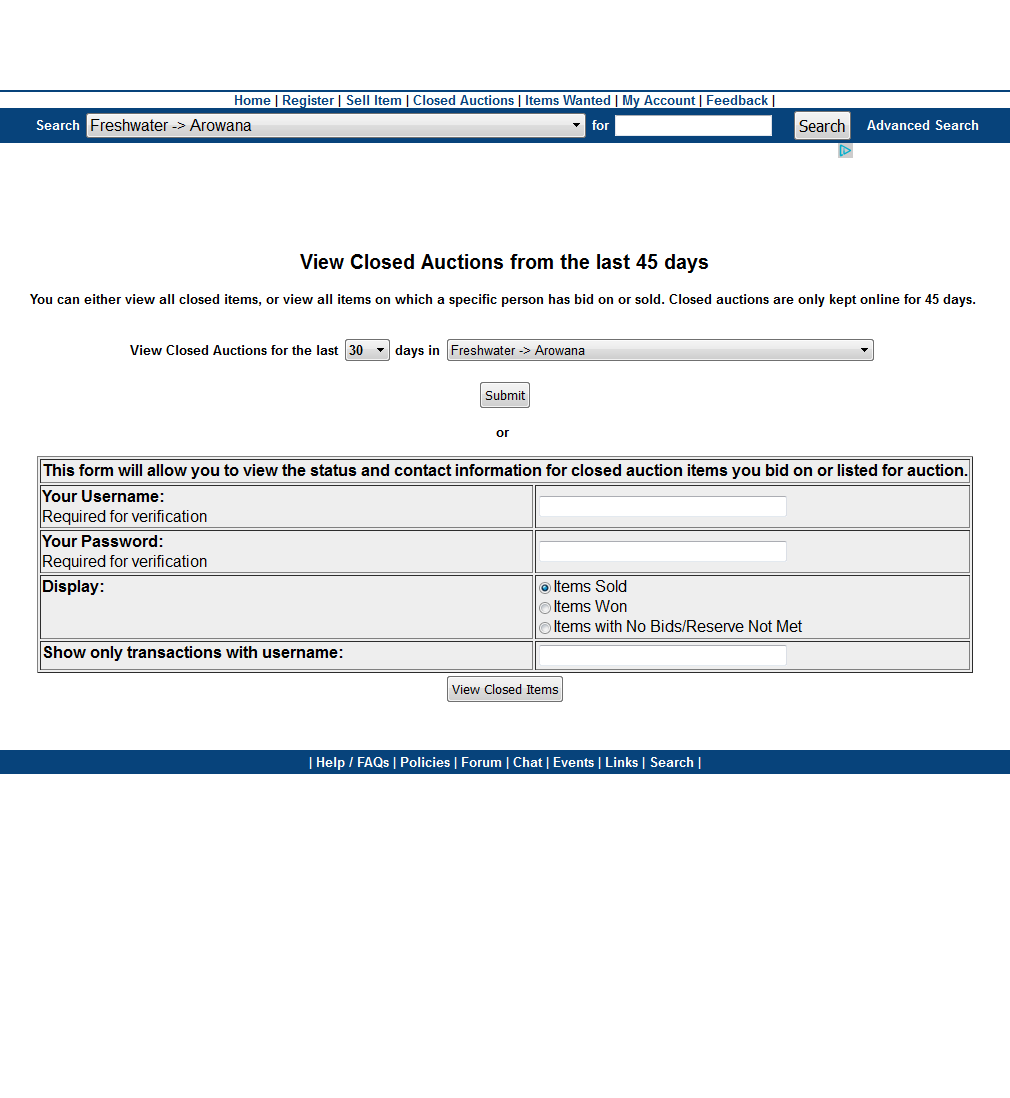 Home | Register | Sell Item | Closed Auctions | Items Wanted | My Account | Feedback |
Search Freshwater -> Arowana for Search Advanced Search
View Closed Auctions from the last 45 days
You can either view all closed items, or view all items on which a specific person has bid on or sold. Closed auctions are only kept online for 45 days.
View Closed Auctions for the last 30 days in Freshwater -> Arowana
Submit
or
This form will allow you to view the status and contact information for closed auction items you bid on or listed for auction.
Your Username:
Required for verification
Your Password:
Required for verification
Display:
Items Sold
Items Won
Items with No Bids/Reserve Not Met
Show only transactions with username:
View Closed Items
| Help / FAQs | Policies | Forum | Chat | Events | Links | Search |